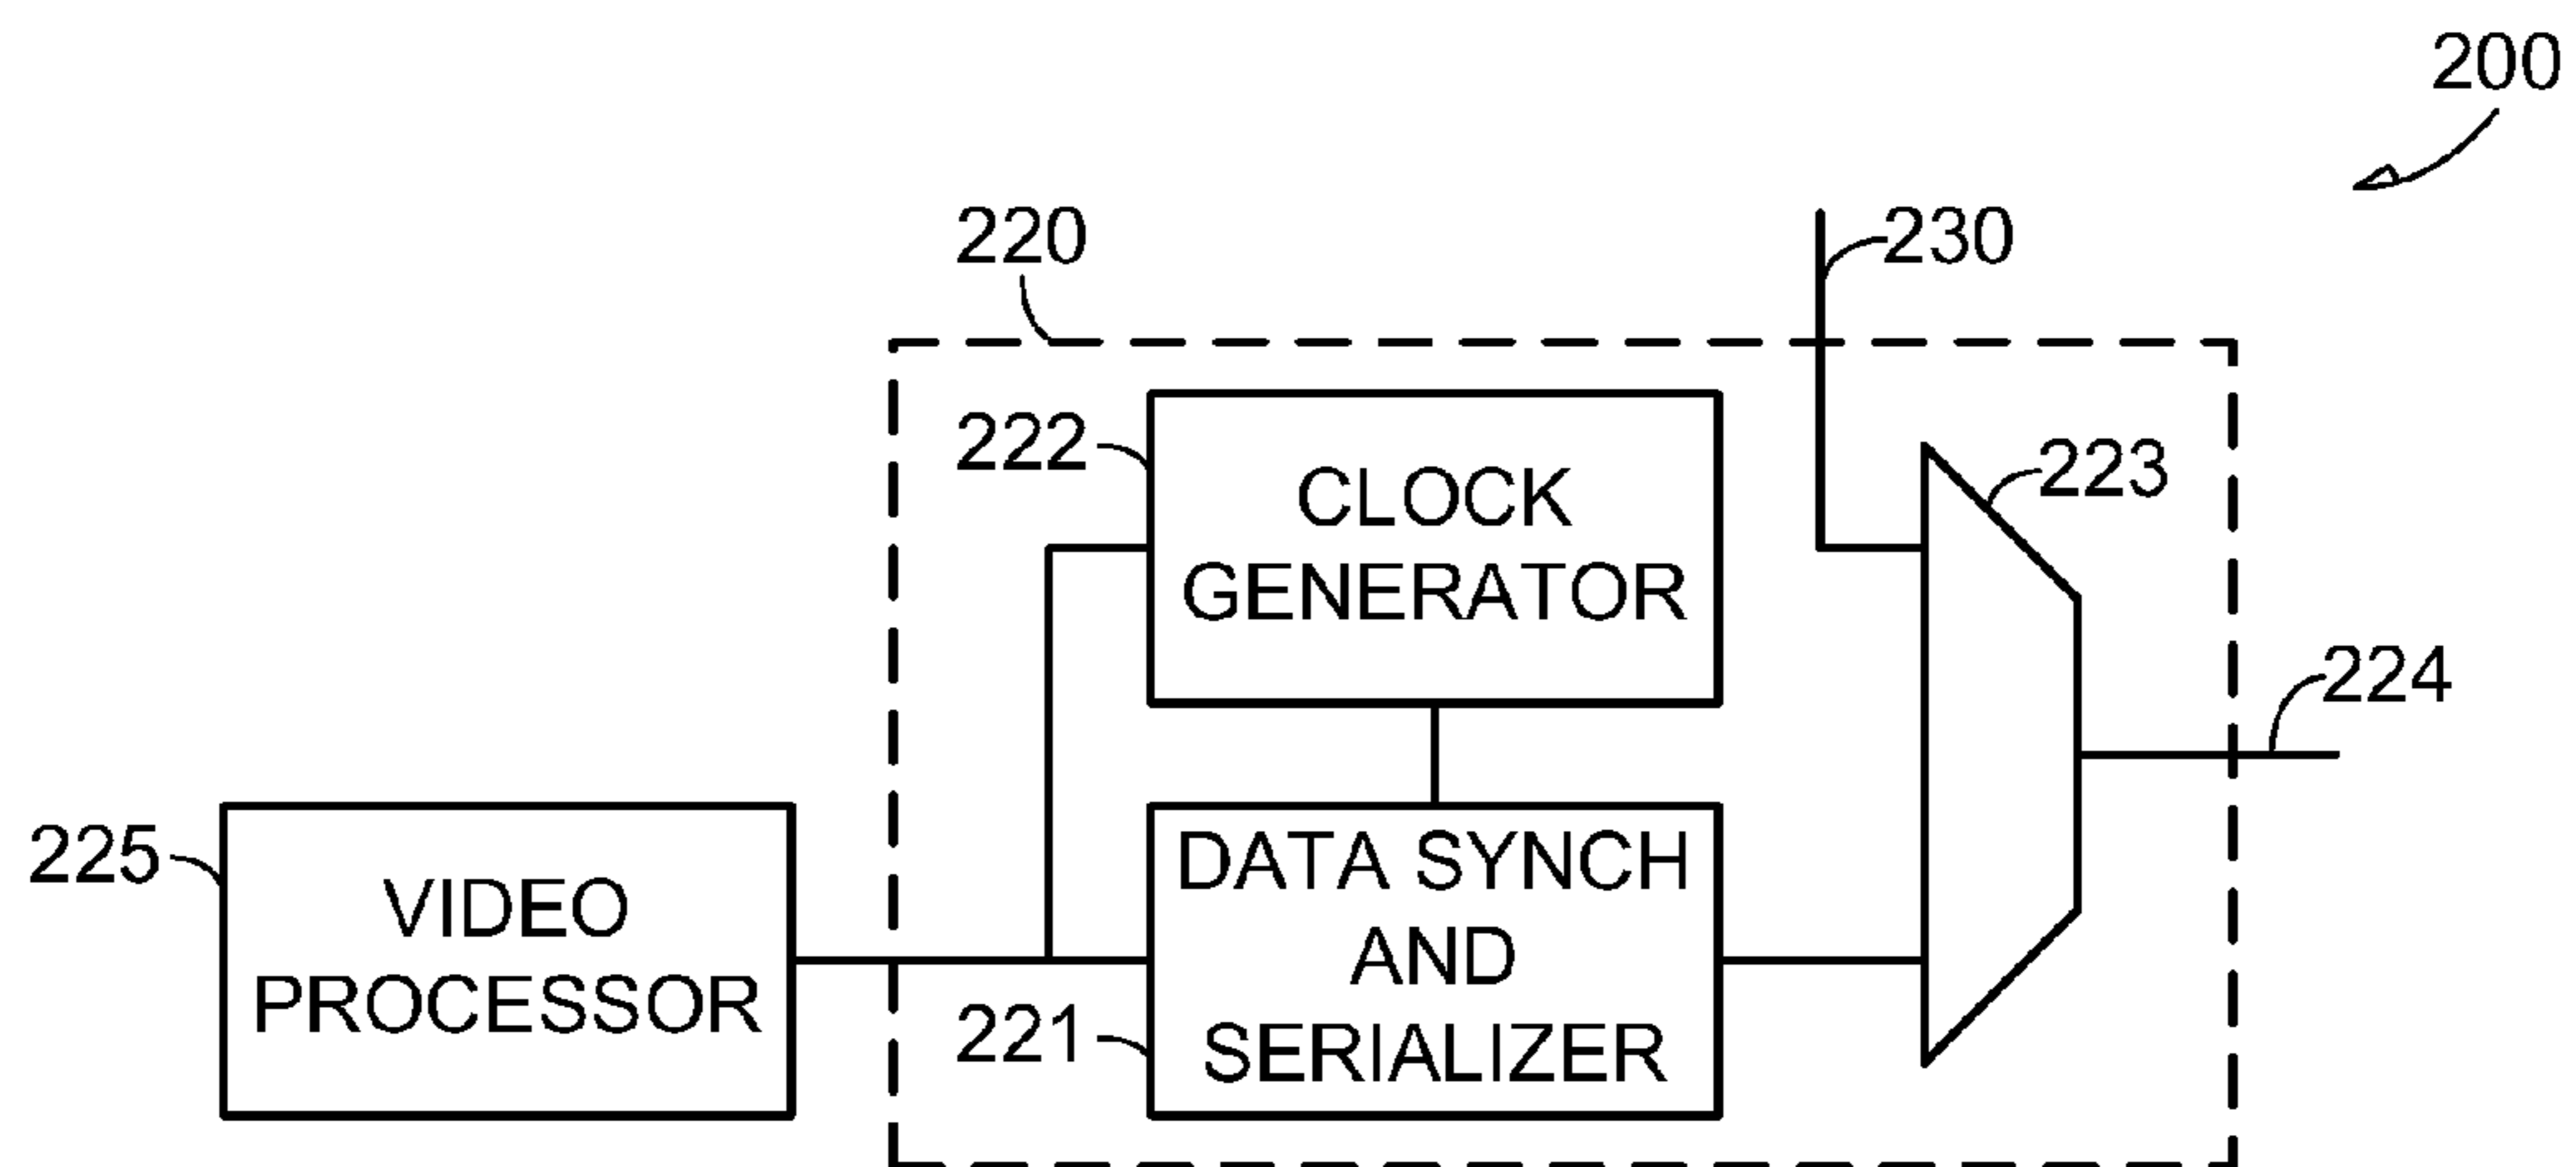 200
220
230
222
CLOCK
GENERATOR
223
224
225
VIDEO
PROCESSOR
DATA SYNCH
AND
SERIALIZER
221